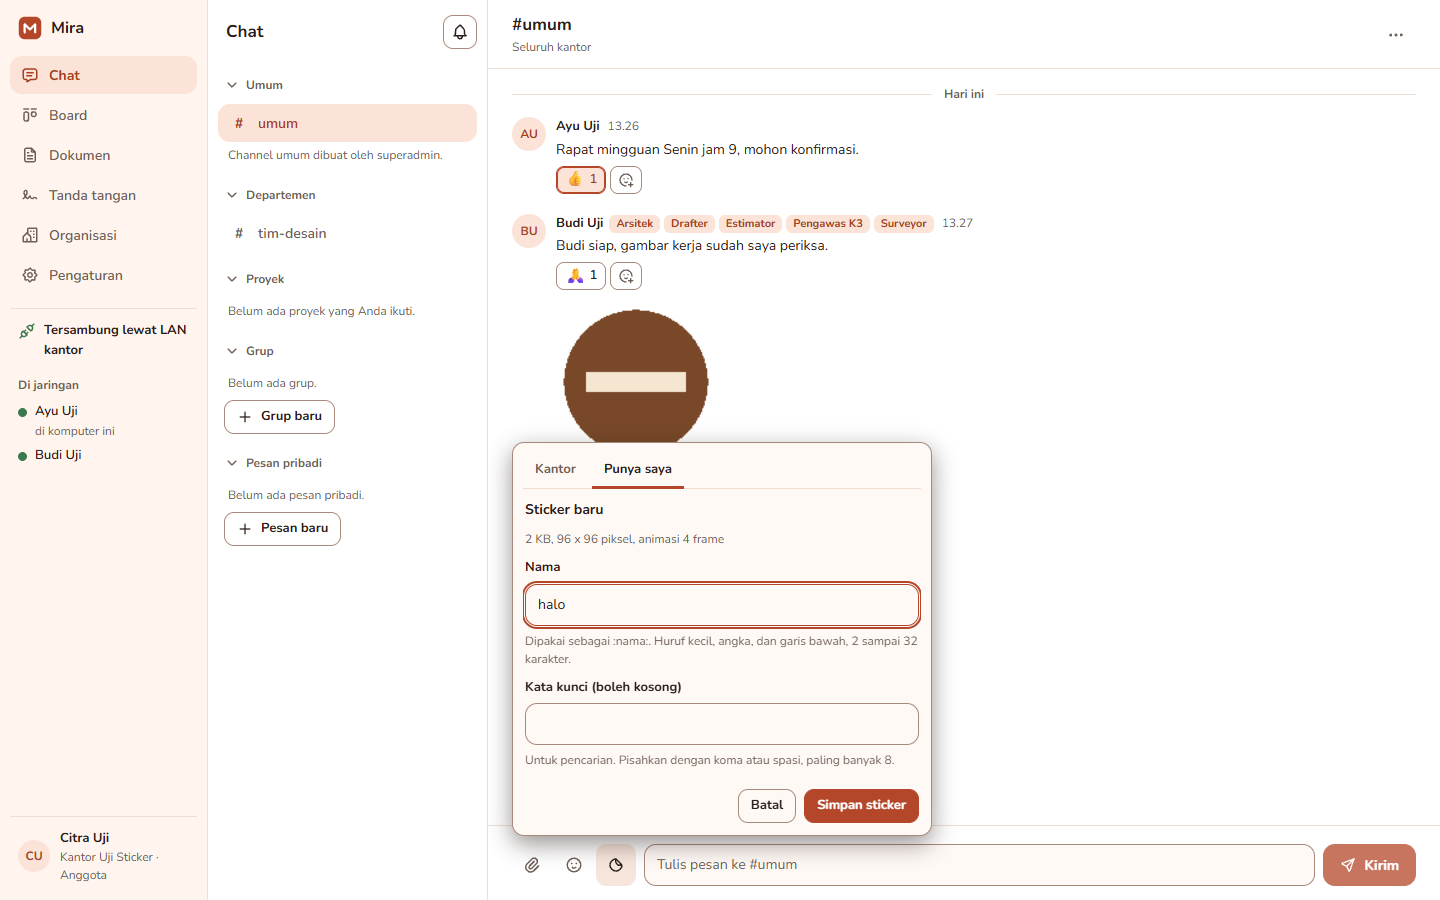 Mira
Chat
Board
Dokumen
Tanda tangan
Organisasi
Pengaturan
Tersambung lewat LAN
kantor
Di jaringan
Ayu Uji
di komputer ini
Budi Uji
CU
Citra Uji
Kantor Uji Sticker ·
Anggota
Chat
Umum
# umum
Channel umum dibuat oleh superadmin.
Departemen
# tim-desain
Proyek
Belum ada proyek yang Anda ikuti.
Grup
Belum ada grup.
Grup baru
Pesan pribadi
Belum ada pesan pribadi.
Pesan baru
#umum
Seluruh kantor
Hari ini
AU
Ayu Uji 13.26
Rapat mingguan Senin jam 9, mohon konfirmasi.
👍 1
BU
Budi Uji Arsitek Drafter Estimator Pengawas K3 Surveyor 13.27
Budi siap, gambar kerja sudah saya periksa.
🙏 1
Kantor Punya saya
Sticker baru
2 KB, 96 x 96 piksel, animasi 4 frame
Nama
halo
Dipakai sebagai :nama:. Huruf kecil, angka, dan garis bawah, 2 sampai 32
karakter.
Kata kunci (boleh kosong)
Untuk pencarian. Pisahkan dengan koma atau spasi, paling banyak 8.
Batal Simpan sticker
Tulis pesan ke #umum
Kirim